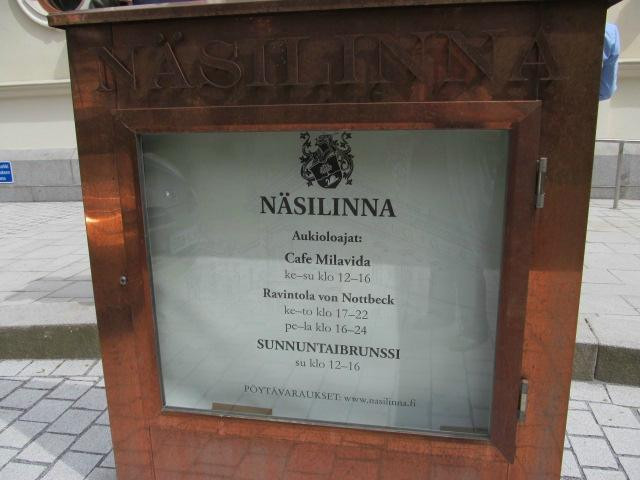 NÄSILINNA
NÄSILINNA
Aukioloajat:
Cafe Milavida
ke–su klo 12–16
Ravintola von Nottbeck
ke–to klo 17–22
pe–la klo 16–24
SUNNUNTAIBRUNSSI
su klo 12–16
PÖYTÄVARAUKSET: www.nasilinna.fi